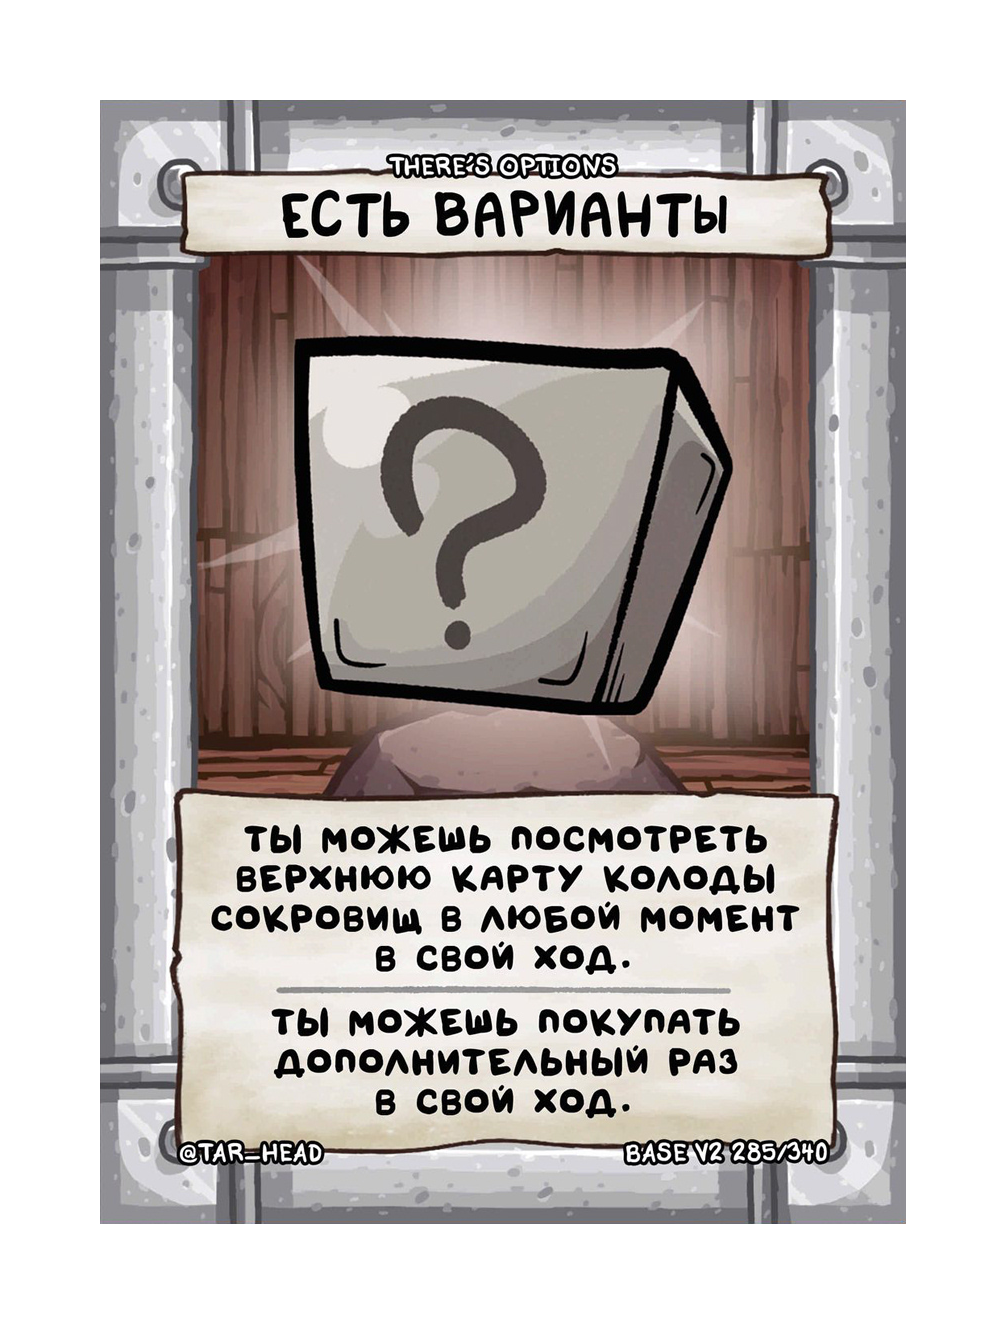 THERE'S OPTIONS
ЕСТЬ ВАРИАНТЫ
?
ТЫ МОЖЕШЬ ПОСМОТРЕТЬ
ВЕРХНЮЮ КАРТУ КОЛОДЫ
СОКРОВИЩ В ЛЮБОЙ МОМЕНТ
В СВОЙ ХОД.
ТЫ МОЖЕШЬ ПОКУПАТЬ
ДОПОЛНИТЕЛЬНЫЙ РАЗ
В СВОЙ ХОД.
@TAR_HEAD
BASE V2 285/340